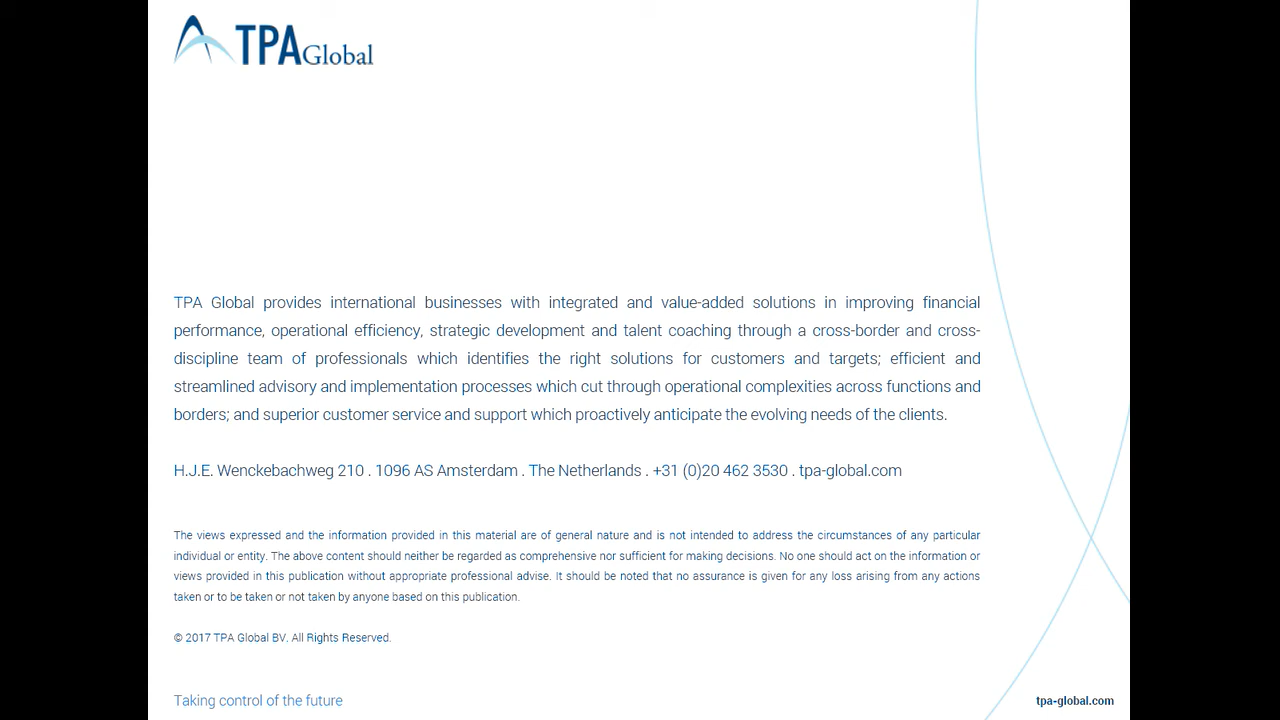 TPA Global
TPA Global provides international businesses with integrated and value-added solutions in improving financial
performance, operational efficiency, strategic development and talent coaching through a cross-border and cross-
discipline team of professionals which identifies the right solutions for customers and targets; efficient and
streamlined advisory and implementation processes which cut through operational complexities across functions and
borders; and superior customer service and support which proactively anticipate the evolving needs of the clients.
H.J.E. Wenckebachweg 210 . 1096 AS Amsterdam . The Netherlands . +31 (0)20 462 3530 . tpa-global.com
The views expressed and the information provided in this material are of general nature and is not intended to address the circumstances of any particular
individual or entity. The above content should neither be regarded as comprehensive nor sufficient for making decisions. No one should act on the information or
views provided in this publication without appropriate professional advise. It should be noted that no assurance is given for any loss arising from any actions
taken or to be taken or not taken by anyone based on this publication.
© 2017 TPA Global BV. All Rights Reserved.
Taking control of the future
tpa-global.com